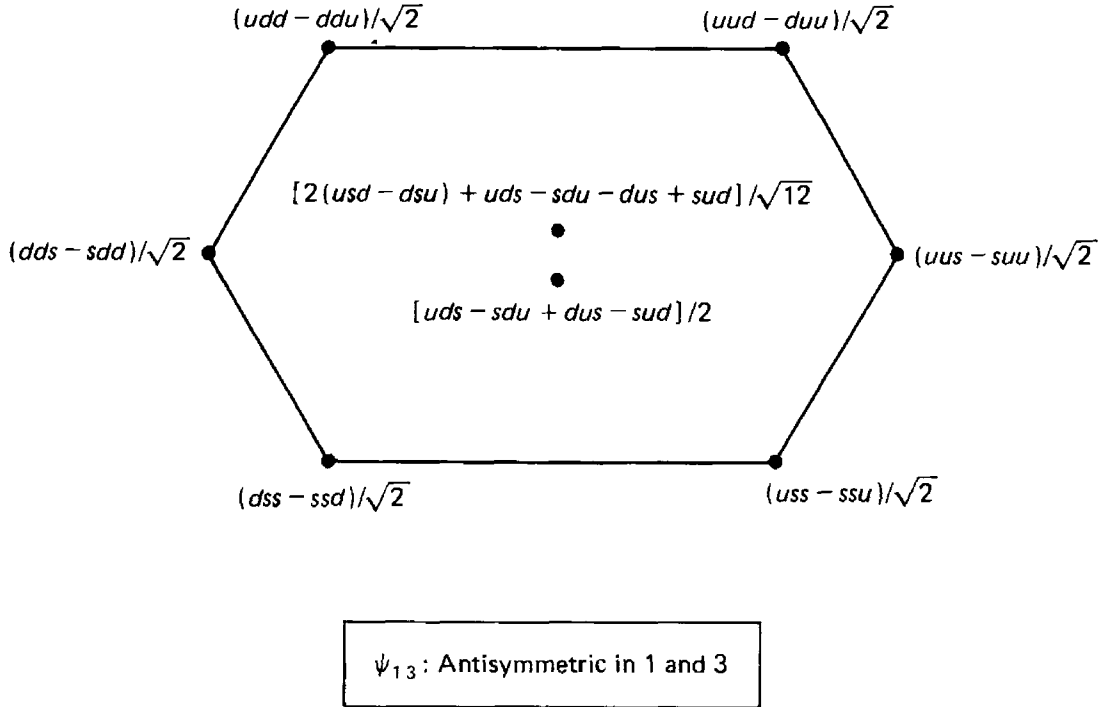 (udd − ddu)/√2 (uud − duu)/√2
[2(usd − dsu) + uds − sdu − dus + sud]/√12
(dds − sdd)/√2 (uus − suu)/√2
[uds − sdu + dus − sud]/2
(dss − ssd)/√2 (uss − ssu)/√2
ψ₁₃: Antisymmetric in 1 and 3